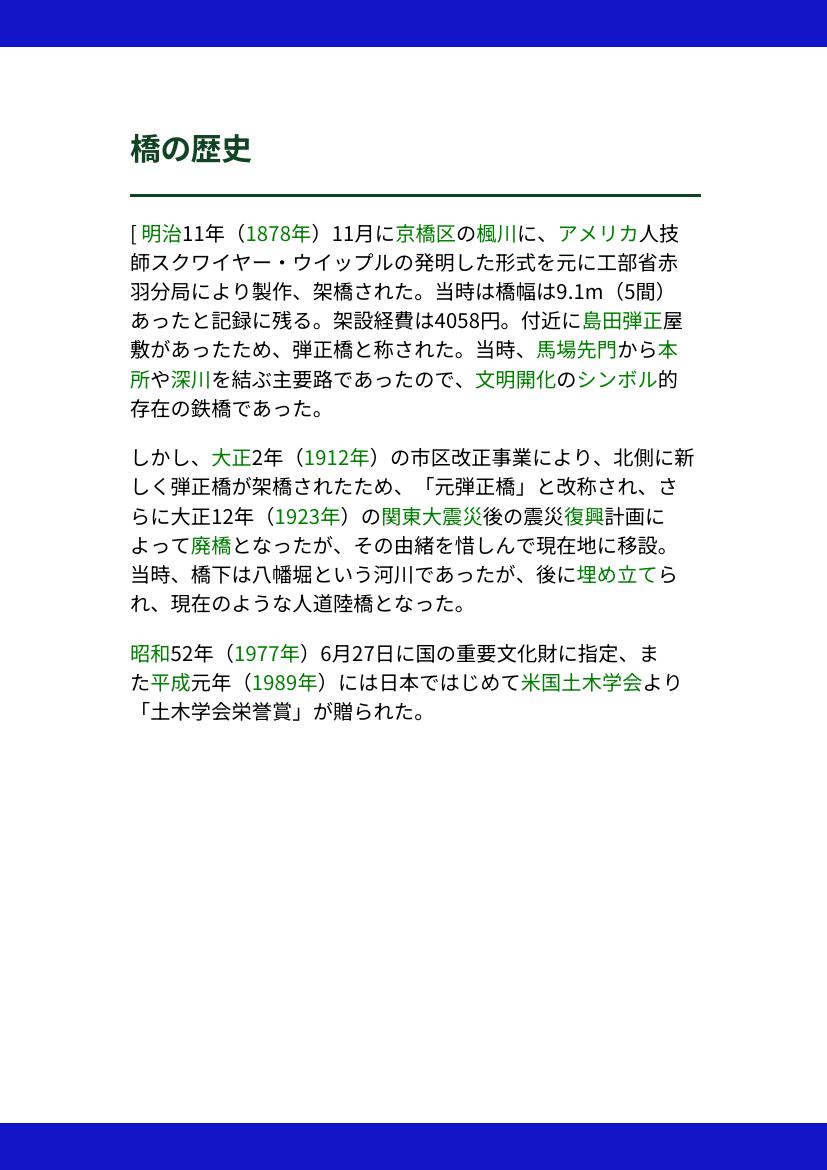 橋の歴史
[ 明治11年（1878年）11月に京橋区の楓川に、アメリカ人技
師スクワイヤー・ウイップルの発明した形式を元に工部省赤
羽分局により製作、架橋された。当時は橋幅は9.1m（5間）
あったと記録に残る。架設経費は4058円。付近に島田弾正屋
敷があったため、弾正橋と称された。当時、馬場先門から本
所や深川を結ぶ主要路であったので、文明開化のシンボル的
存在の鉄橋であった。
しかし、大正2年（1912年）の市区改正事業により、北側に新
しく弾正橋が架橋されたため、「元弾正橋」と改称され、さ
らに大正12年（1923年）の関東大震災後の震災復興計画に
よって廃橋となったが、その由緒を惜しんで現在地に移設。
当時、橋下は八幡堀という河川であったが、後に埋め立てら
れ、現在のような人道陸橋となった。
昭和52年（1977年）6月27日に国の重要文化財に指定、ま
た平成元年（1989年）には日本ではじめて米国土木学会より
「土木学会栄誉賞」が贈られた。